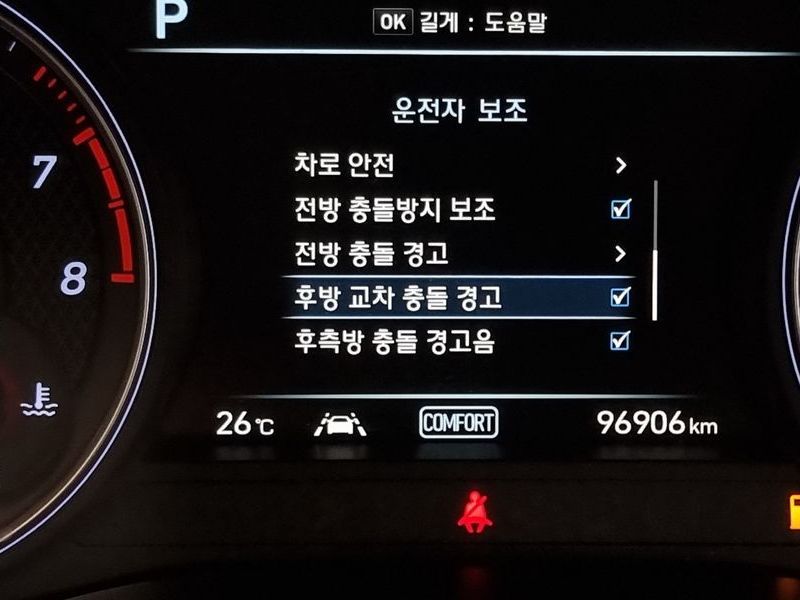 P
OK 길게 : 도움말
운전자 보조
차로 안전 >
전방 충돌방지 보조
7
전방 충돌 경고 >
8
후방 교차 충돌 경고
후측방 충돌 경고음
26℃ COMFORT 96906km